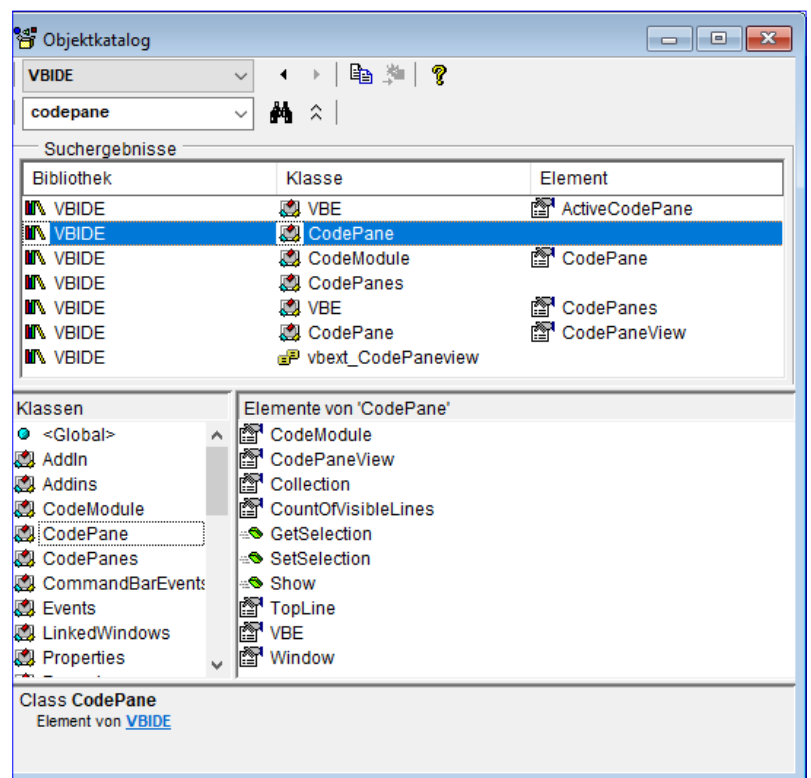 Objektkatalog
VBIDE
codepane
Suchergebnisse
Bibliothek Klasse Element
VBIDE VBE ActiveCodePane
VBIDE CodePane
VBIDE CodeModule CodePane
VBIDE CodePanes
VBIDE VBE CodePanes
VBIDE CodePane CodePaneView
VBIDE vbext_CodePaneview
Klassen
<Global>
AddIn
Addins
CodeModule
CodePane
CodePanes
CommandBarEvents
Events
LinkedWindows
Properties
Elemente von 'CodePane'
CodeModule
CodePaneView
Collection
CountOfVisibleLines
GetSelection
SetSelection
Show
TopLine
VBE
Window
Class CodePane
Element von VBIDE